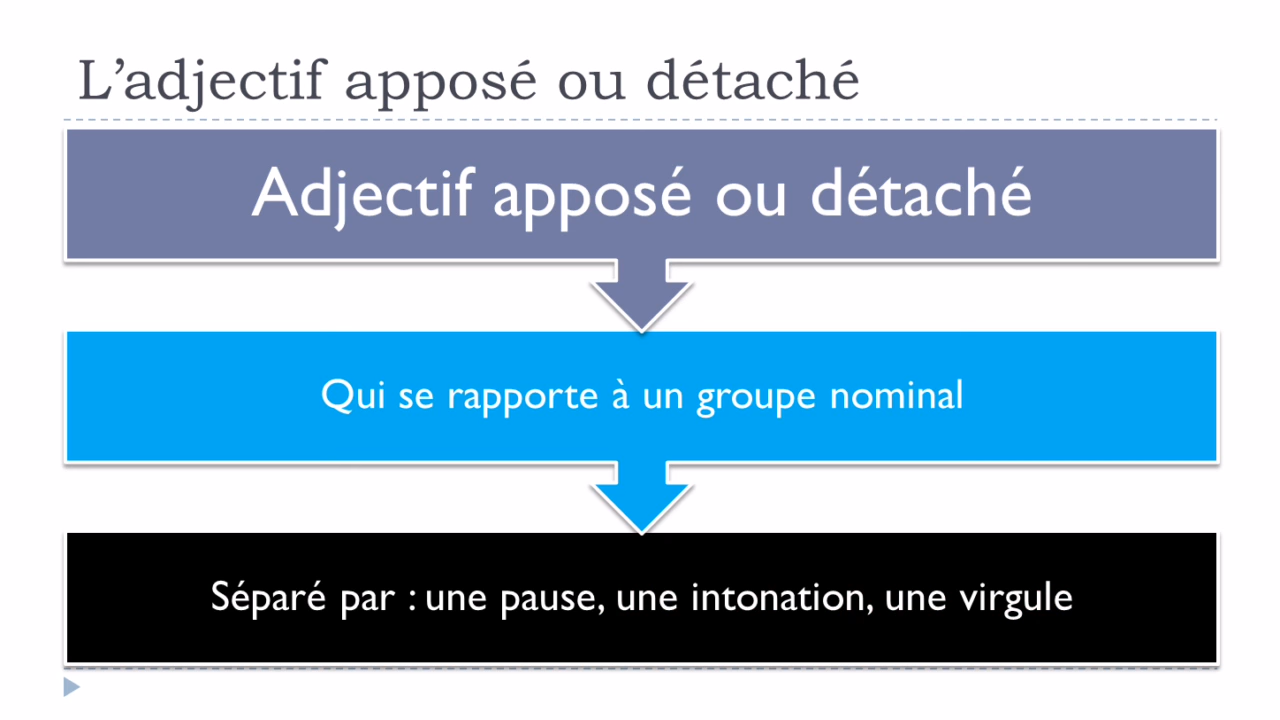 L’adjectif apposé ou détaché
Adjectif apposé ou détaché
Qui se rapporte à un groupe nominal
Séparé par : une pause, une intonation, une virgule